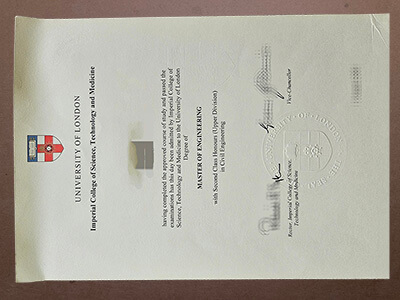 UNIVERSITY OF LONDON
Imperial College of Science, Technology and Medicine
having completed the approved course of study and passed the
examinations has this day been admitted by Imperial College of
Science, Technology and Medicine to the University of London
Degree of
MASTER OF ENGINEERING
with Second Class Honours (Upper Division)
in Civil Engineering
Rector, Imperial College of Science,
Technology and Medicine
Vice-Chancellor